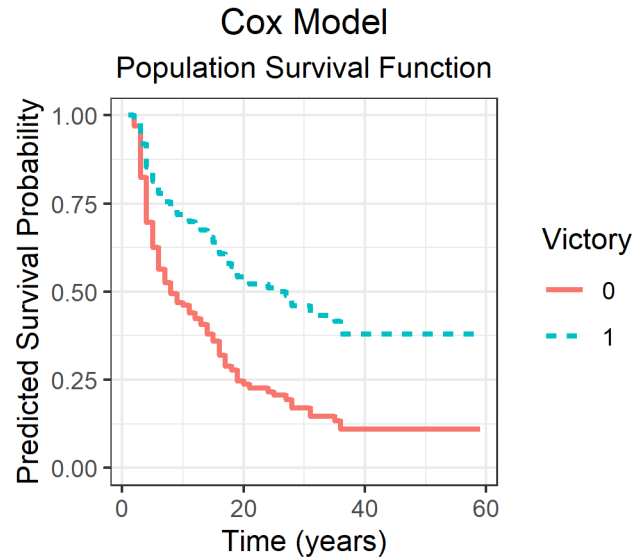 Cox Model
Population Survival Function
Predicted Survival Probability
1.00
0.75
0.50
0.25
0.00
0 20 40 60
Time (years)
Victory
0
1